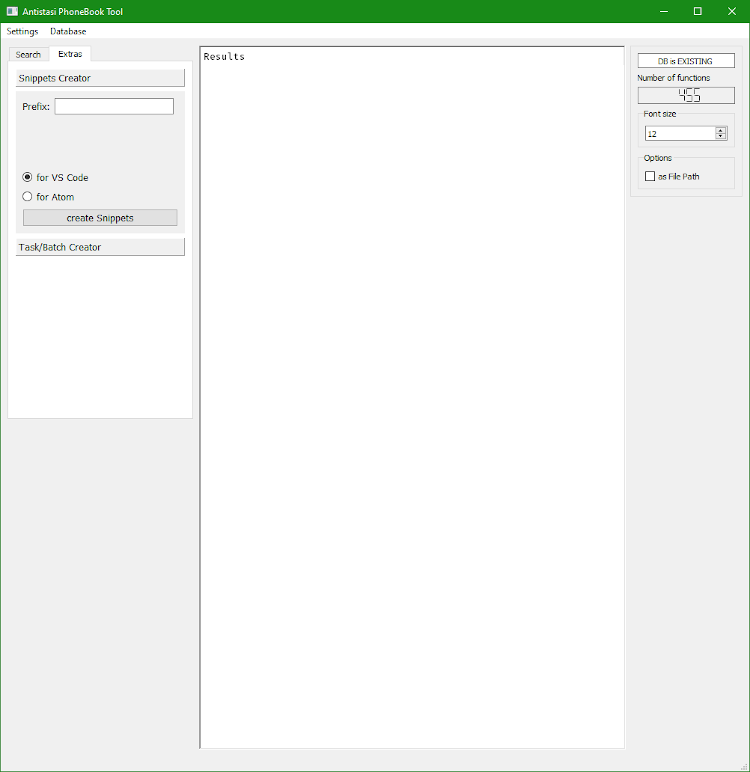 Antistasi PhoneBook Tool
Settings Database
Search Extras
Snippets Creator
Prefix:
for VS Code
for Atom
create Snippets
Task/Batch Creator
Results
DB is EXISTING
Number of functions
455
Font size
12
Options
as File Path